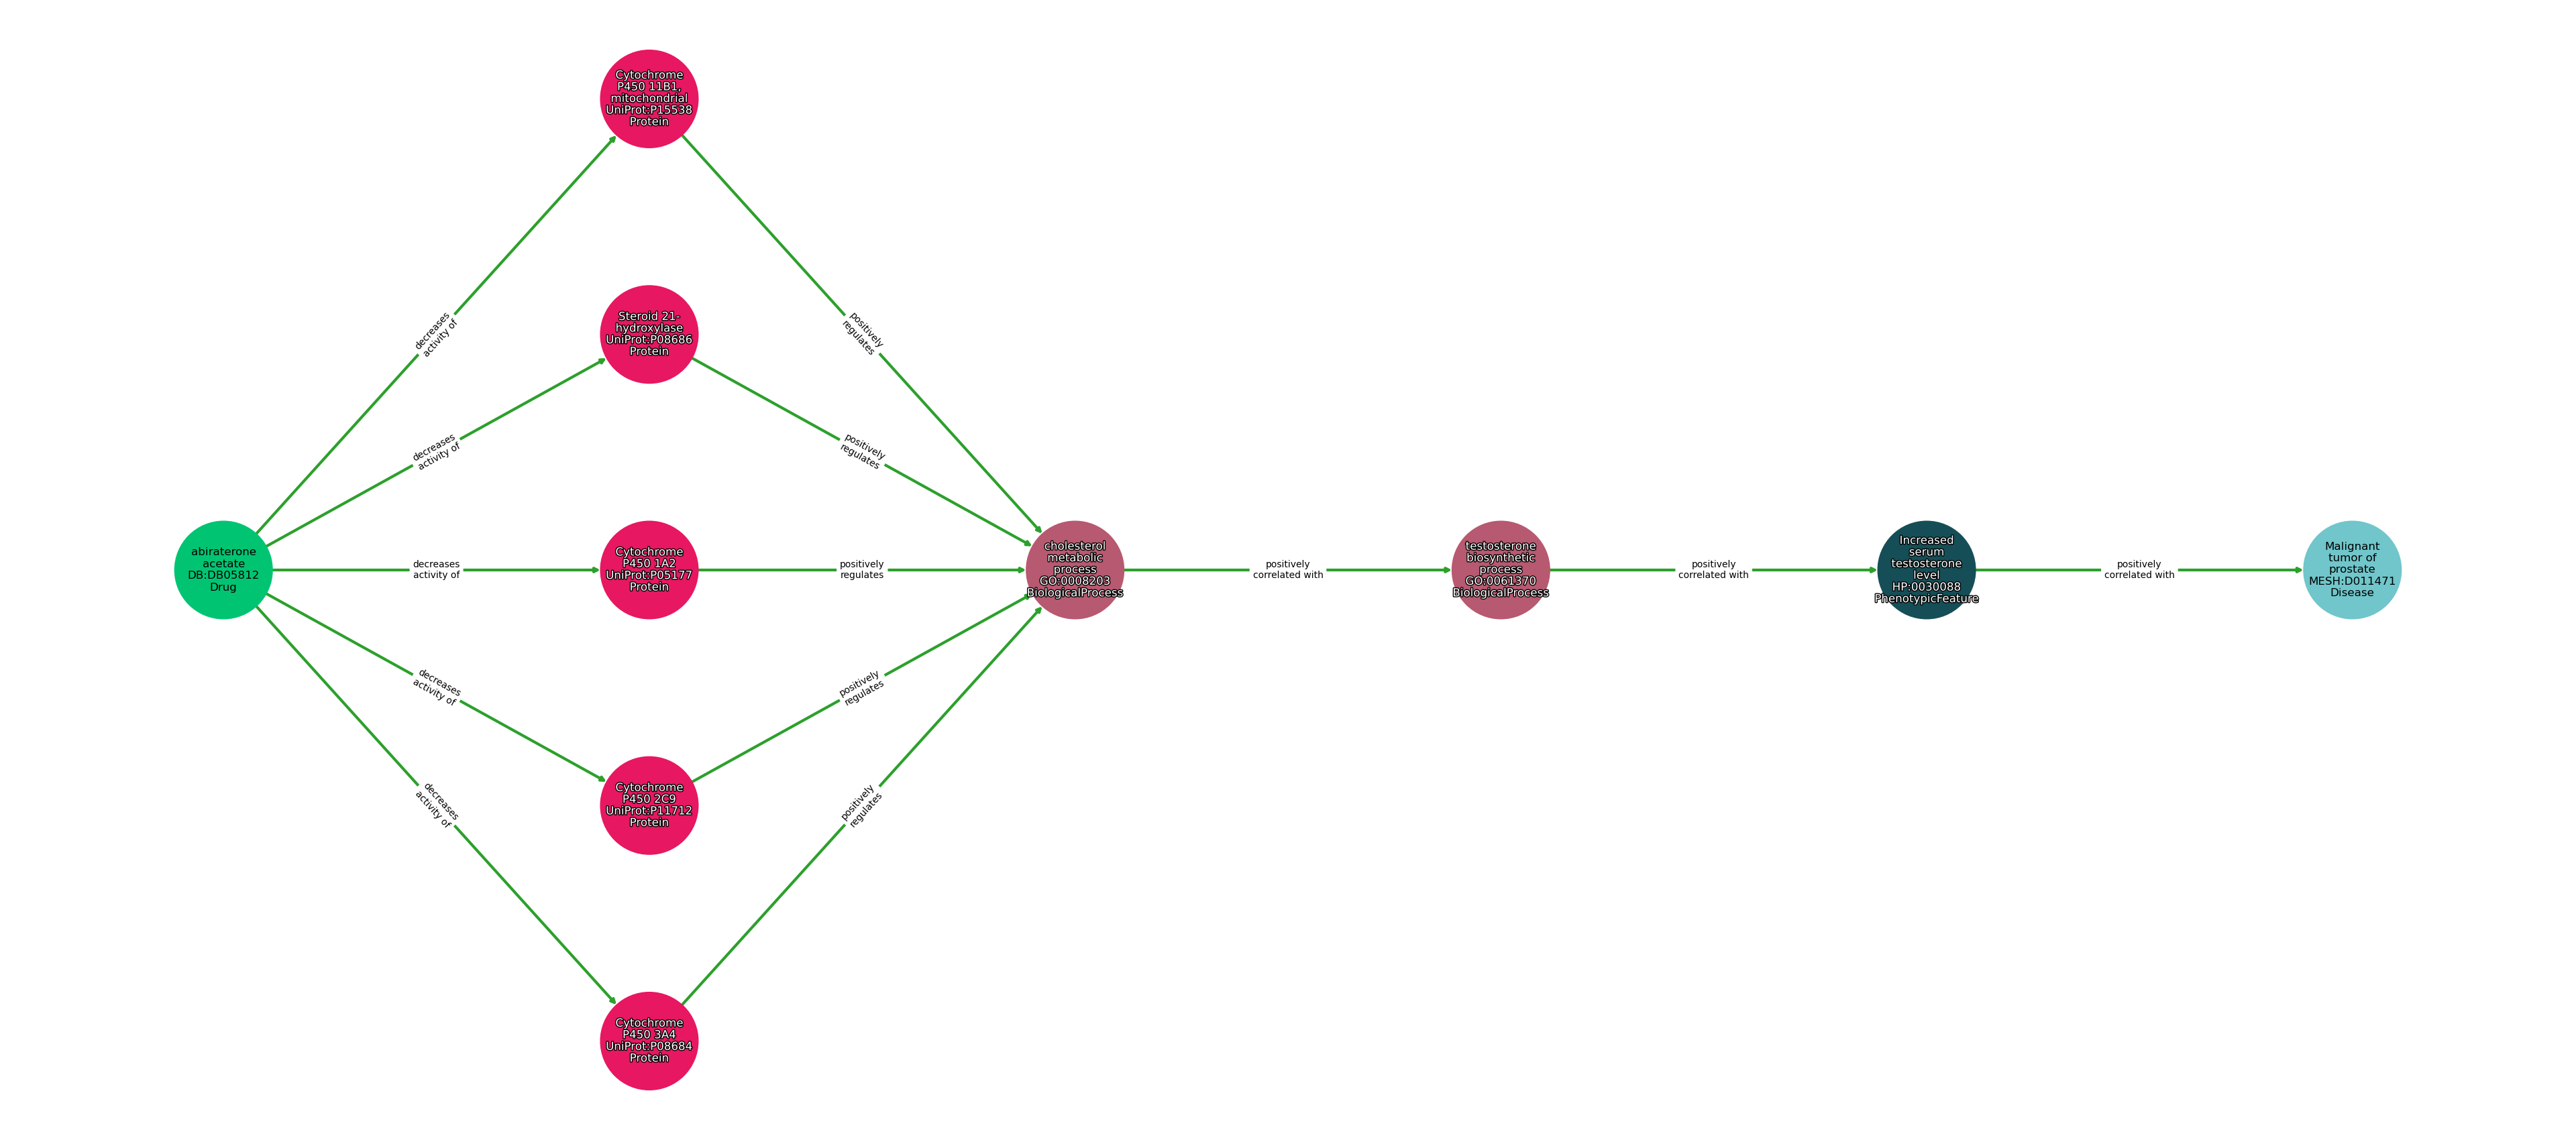 Cytochrome
P450 11B1,
mitochondrial
UniProt:P15538
Protein
decreases
activity of
positively
regulates
Steroid 21-
hydroxylase
UniProt:P08686
Protein
decreases
activity of
positively
regulates
abiraterone
acetate
DB:DB05812
Drug
decreases
activity of
Cytochrome
P450 1A2
UniProt:P05177
Protein
positively
regulates
cholesterol
metabolic
process
GO:0008203
BiologicalProcess
positively
correlated with
testosterone
biosynthetic
process
GO:0061370
BiologicalProcess
positively
correlated with
Increased
serum
testosterone
level
HP:0030088
PhenotypicFeature
positively
correlated with
Malignant
tumor of
prostate
MESH:D011471
Disease
decreases
activity of
positively
regulates
Cytochrome
P450 2C9
UniProt:P11712
Protein
decreases
activity of
positively
regulates
Cytochrome
P450 3A4
UniProt:P08684
Protein